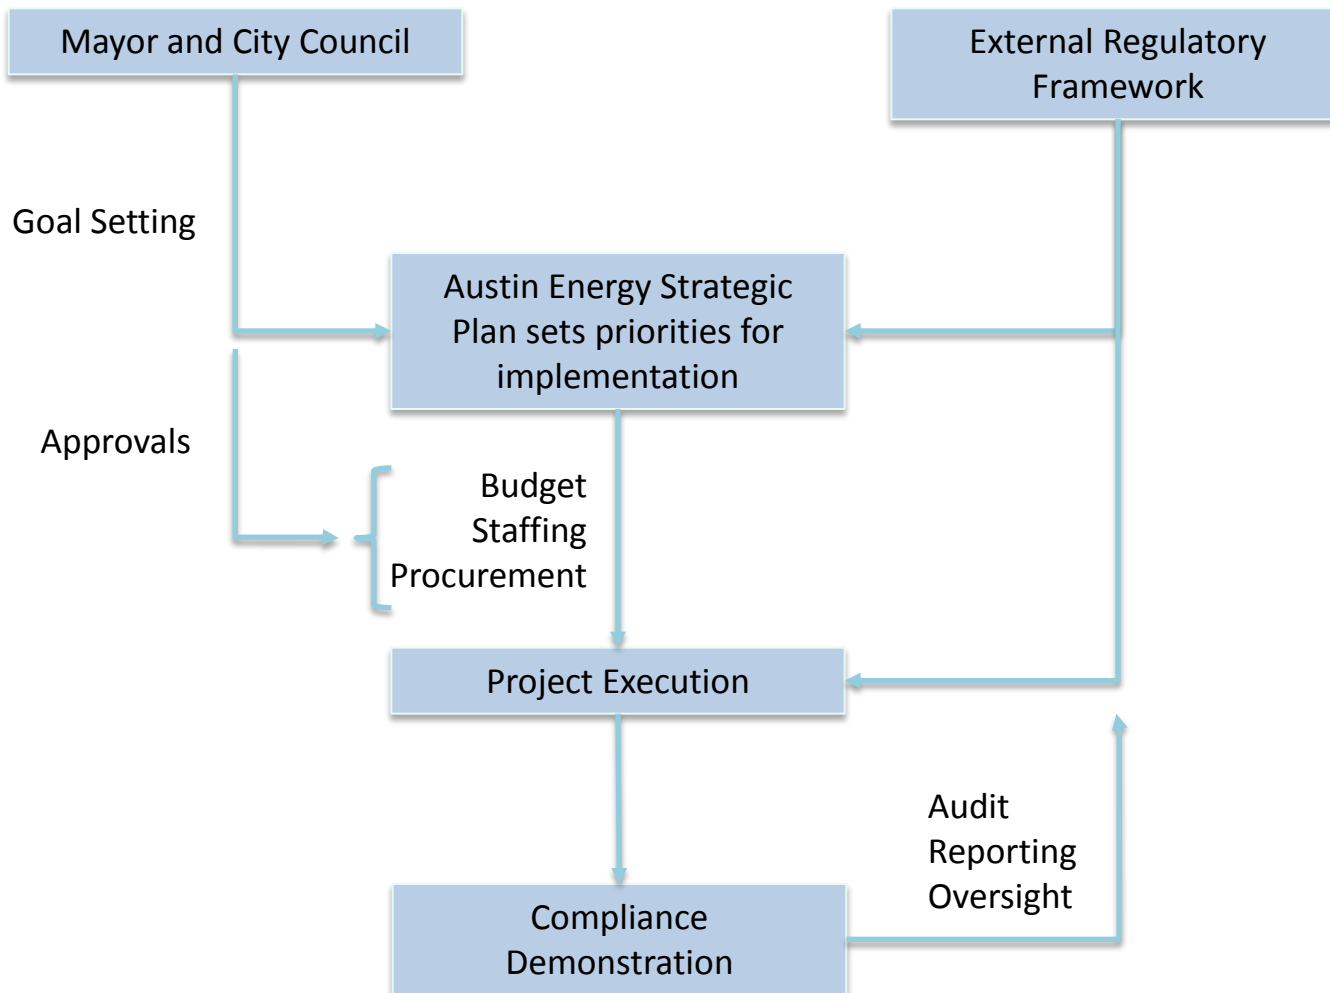 Mayor and City Council
External Regulatory
Framework
Goal Setting
Austin Energy Strategic
Plan sets priorities for
implementation
Approvals
Budget
Staffing
Procurement
Project Execution
Audit
Reporting
Oversight
Compliance
Demonstration